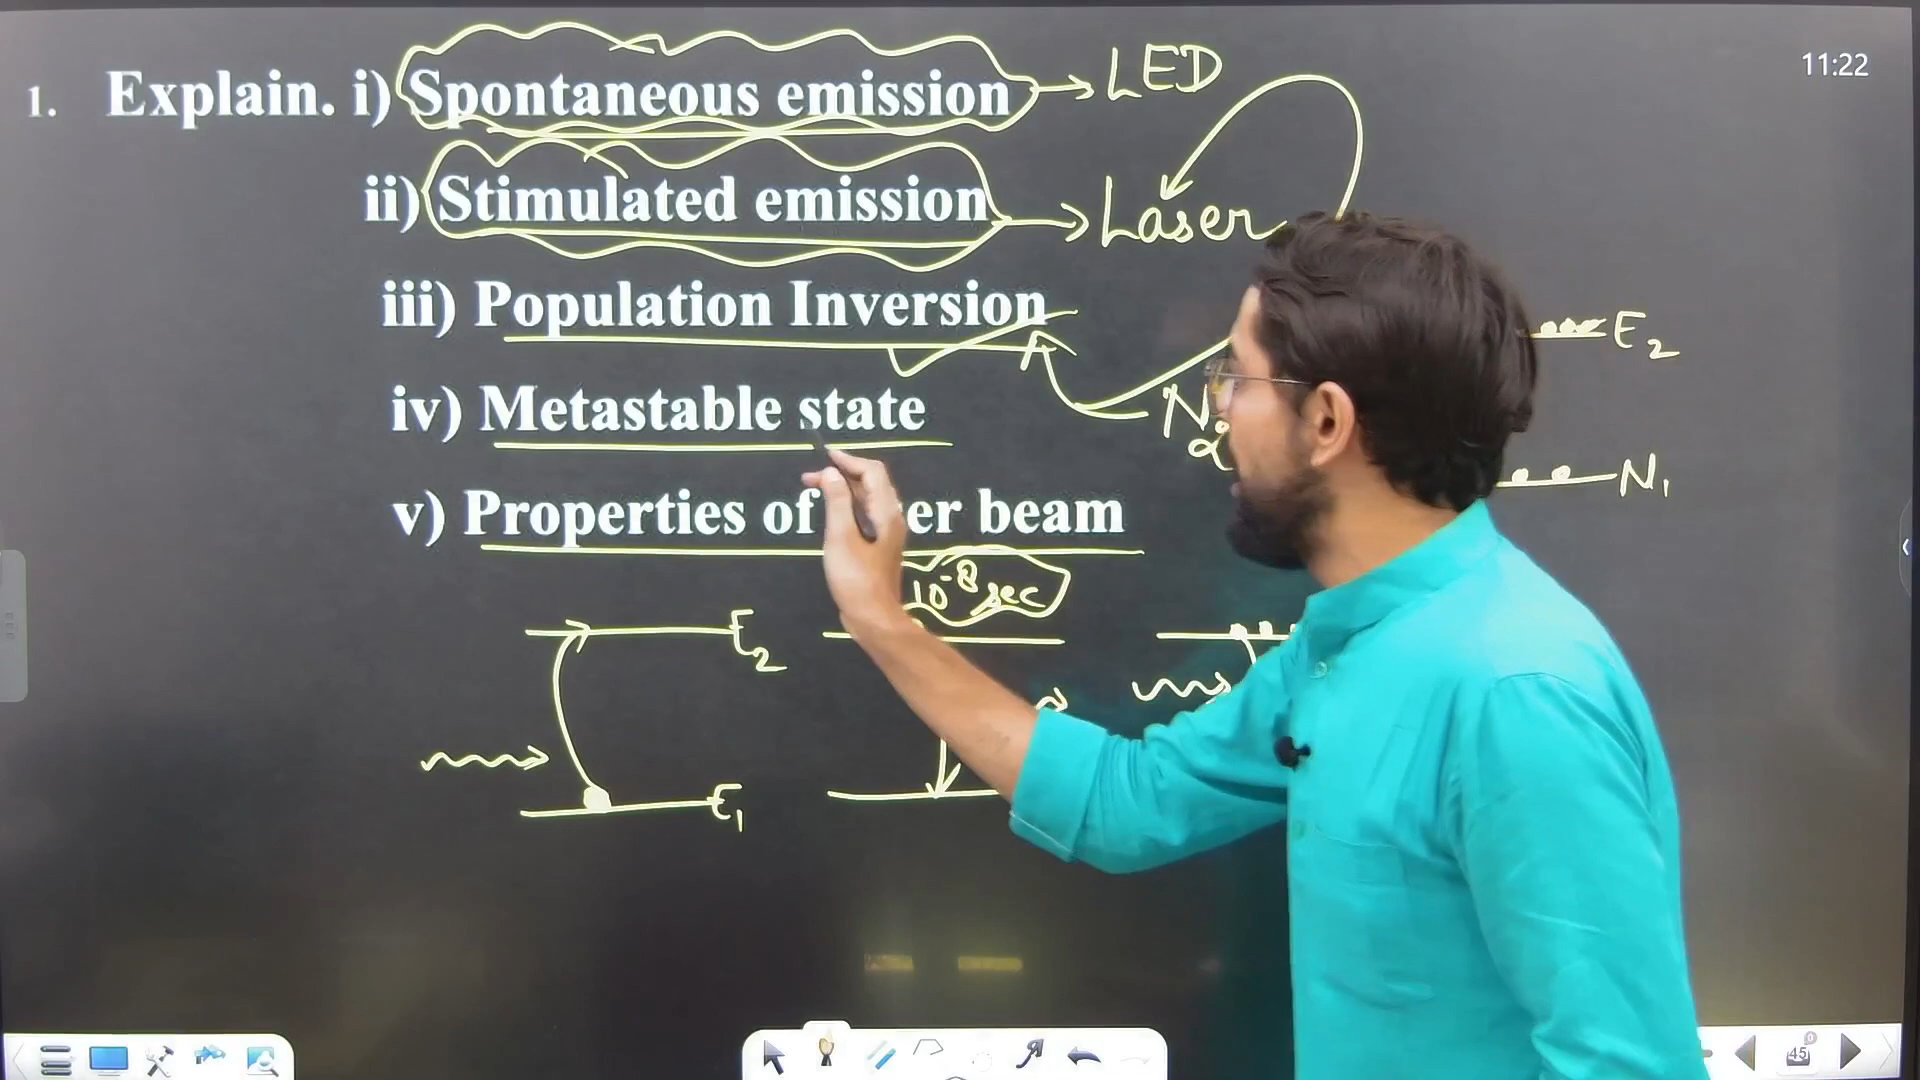 11:22
1. Explain. i) Spontaneous emission → LED
ii) Stimulated emission → Laser
iii) Population Inversion
E₂
iv) Metastable state
N₁
v) Properties of er beam
10⁻⁸ sec
E₂
E₁
45